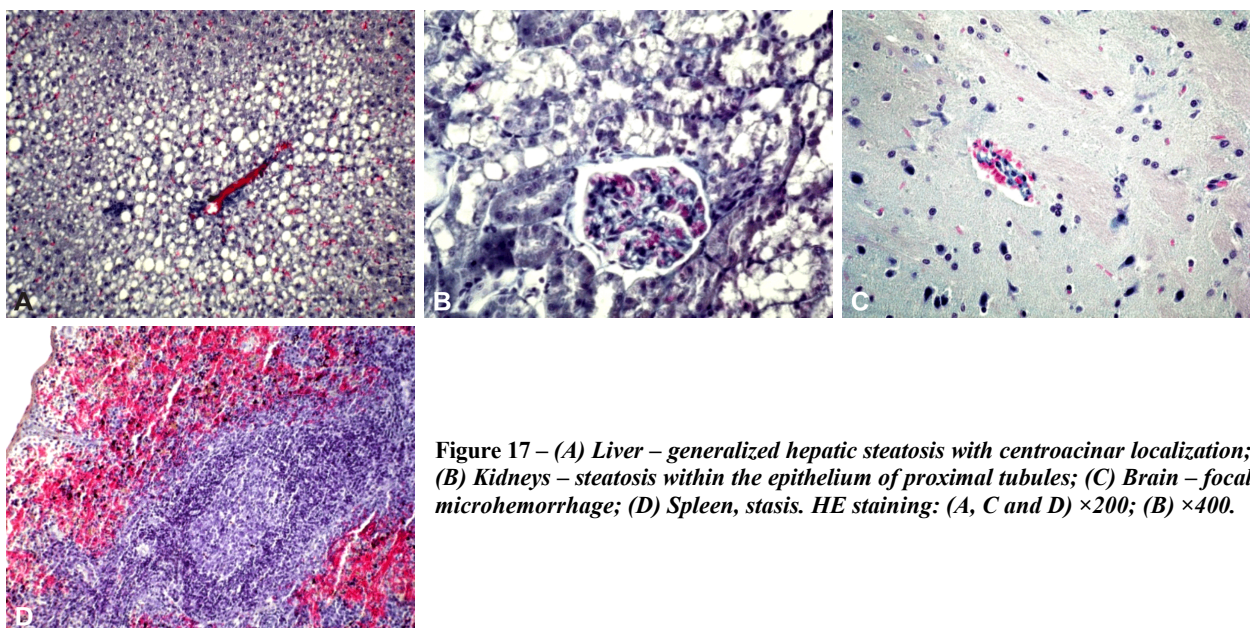 A
B
C
D
Figure 17 – (A) Liver – generalized hepatic steatosis with centroacinar localization;
(B) Kidneys – steatosis within the epithelium of proximal tubules; (C) Brain – focal
microhemorrhage; (D) Spleen, stasis. HE staining: (A, C and D) ×200; (B) ×400.